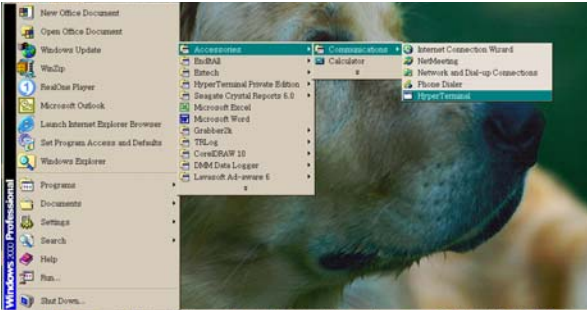 New Office Document
Open Office Document
Windows Update
WinZip
RealOne Player
Microsoft Outlook
Launch Internet Explorer Browser
Set Program Access and Defaults
Windows Explorer
Programs
Documents
Settings
Search
Help
Run...
Shut Down...
Windows 2000 Professional
Accessories
EndItAll
Extech
HyperTerminal Private Edition
Seagate Crystal Reports 6.0
Microsoft Excel
Microsoft Word
Grabber2k
TRLog
CorelDRAW 10
DMM Data Logger
Lavasoft Ad-aware 6
Communications
Calculator
Internet Connection Wizard
NetMeeting
Network and Dial-up Connections
Phone Dialer
HyperTerminal